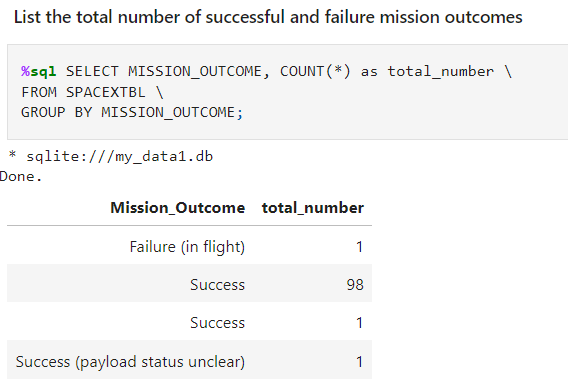 List the total number of successful and failure mission outcomes
%sql SELECT MISSION_OUTCOME, COUNT(*) as total_number \
FROM SPACEXTBL \
GROUP BY MISSION_OUTCOME;
* sqlite:///my_data1.db
Done.
Mission_Outcome total_number
Failure (in flight) 1
Success 98
Success 1
Success (payload status unclear) 1